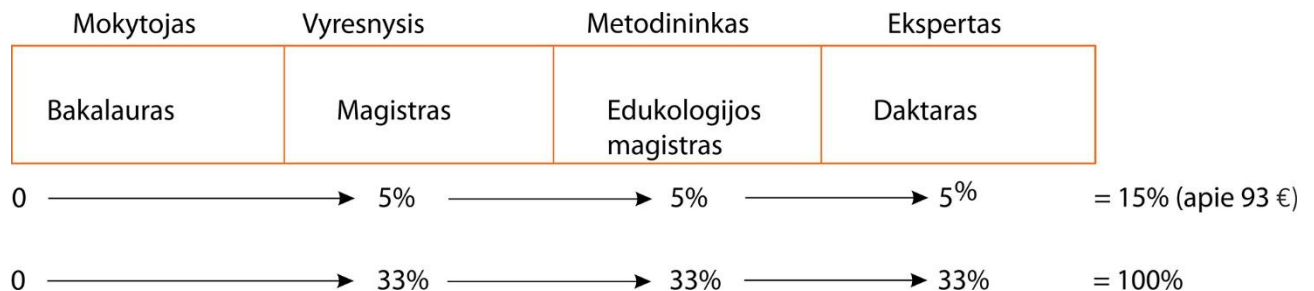 Mokytojas Vyresnysis Metodininkas Ekspertas
Bakalauras Magistras Edukologijos magistras Daktaras
0 5% 5% 5% = 15% (apie 93 €)
0 33% 33% 33% = 100%